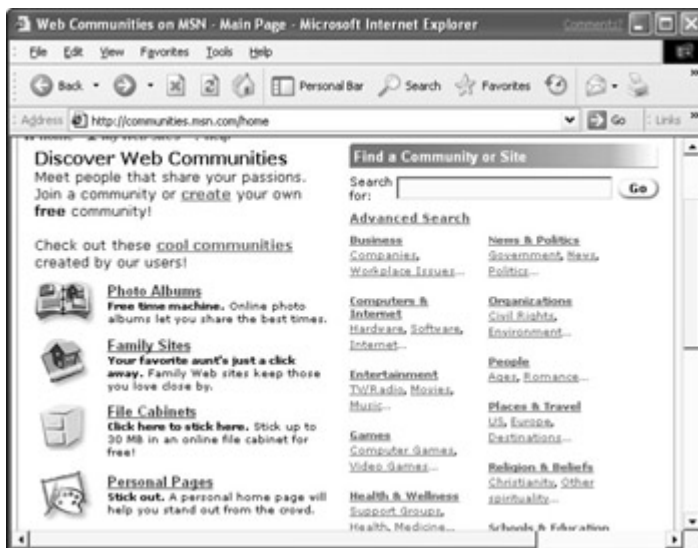 Web Communities on MSN - Main Page - Microsoft Internet Explorer
Comments?
File Edit View Favorites Tools Help
Back Personal Bar Search Favorites
Address http://communities.msn.com/home Go Links
Discover Web Communities
Meet people that share your passions.
Join a community or create your own
free community!
Check out these cool communities
created by our users!
Photo Albums
Free time machine. Online photo
albums let you share the best times.
Family Sites
Your favorite aunt's just a click
away. Family Web sites keep those
you love close by.
File Cabinets
Click here to stick here. Stick up to
30 MB in an online file cabinet for
free!
Personal Pages
Stick out. A personal home page will
help you stand out from the crowd.
Find a Community or Site
Search
for:
Go
Advanced Search
Business
Companies,
Workplace Issues...
Computers &
Internet
Hardware, Software,
Internet...
Entertainment
TV/Radio, Movies,
Music...
Games
Computer Games,
Video Games...
Health & Wellness
Support Groups,
Health, Medicine...
News & Politics
Government, News,
Politics...
Organizations
Civil Rights,
Environment...
People
Ages, Romance...
Places & Travel
US, Europe,
Destinations...
Religion & Beliefs
Christianity, Other
spirituality...
Schools & Education